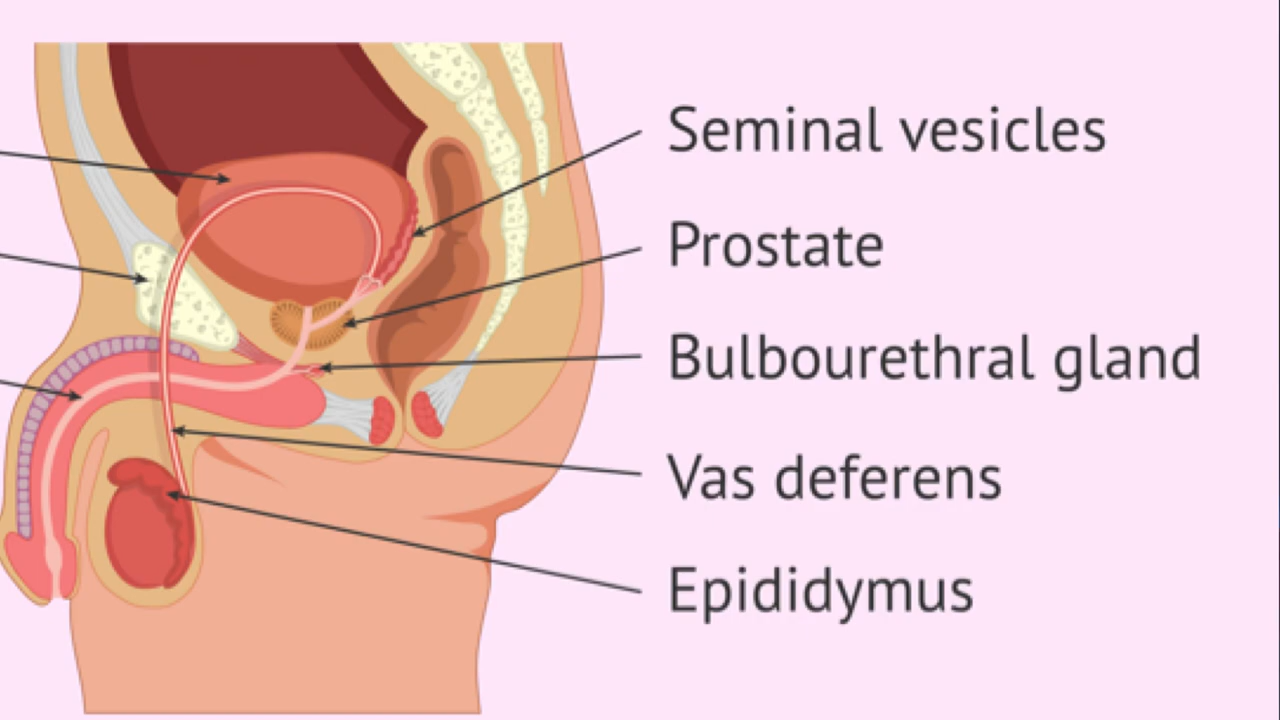 Seminal vesicles
Prostate
Bulbourethral gland
Vas deferens
Epididymus